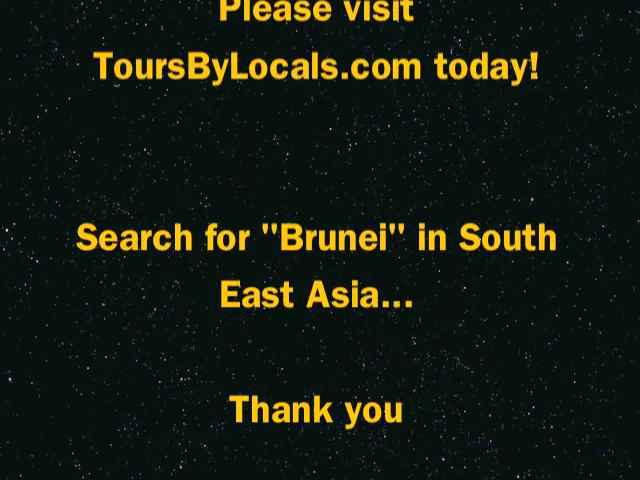 Please visit
ToursByLocals.com today!
Search for "Brunei" in South
East Asia...
Thank you